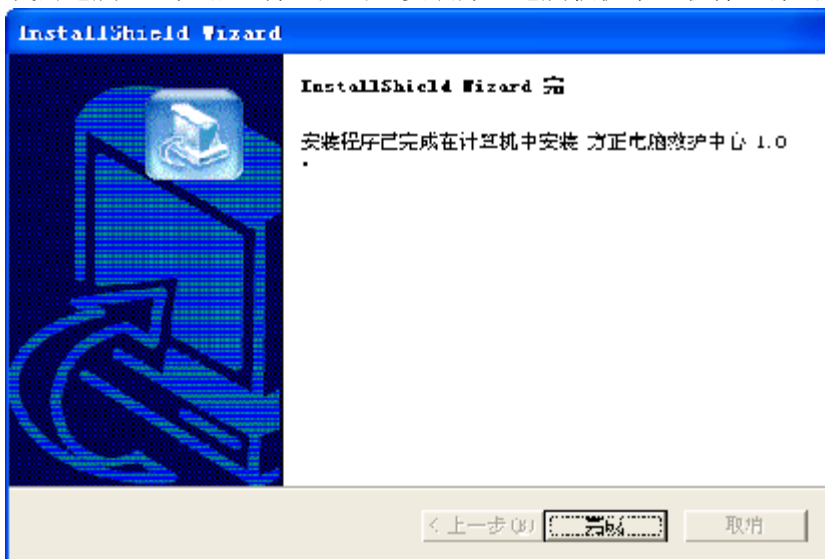 InstallShield Wizard
InstallShield Wizard 完
安装程序已完成在计算机中安装 方正电脑救护中心 1.0
.
< 上一步(B)
完成
取消